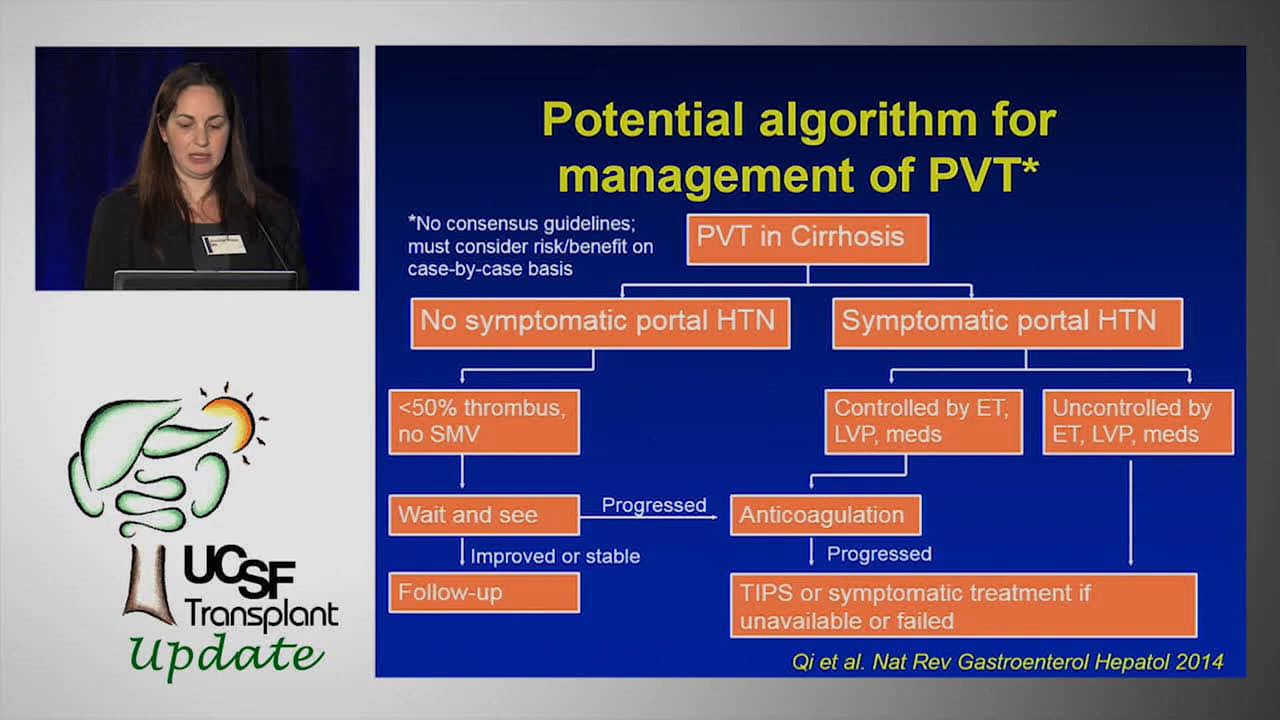 Potential algorithm for
management of PVT*
*No consensus guidelines;
must consider risk/benefit on
case-by-case basis
PVT in Cirrhosis
No symptomatic portal HTN
Symptomatic portal HTN
<50% thrombus,
no SMV
Controlled by ET,
LVP, meds
Uncontrolled by
ET, LVP, meds
Wait and see
Progressed
Anticoagulation
Improved or stable
Progressed
Follow-up
TIPS or symptomatic treatment if
unavailable or failed
Qi et al. Nat Rev Gastroenterol Hepatol 2014
UCSF
Transplant
Update